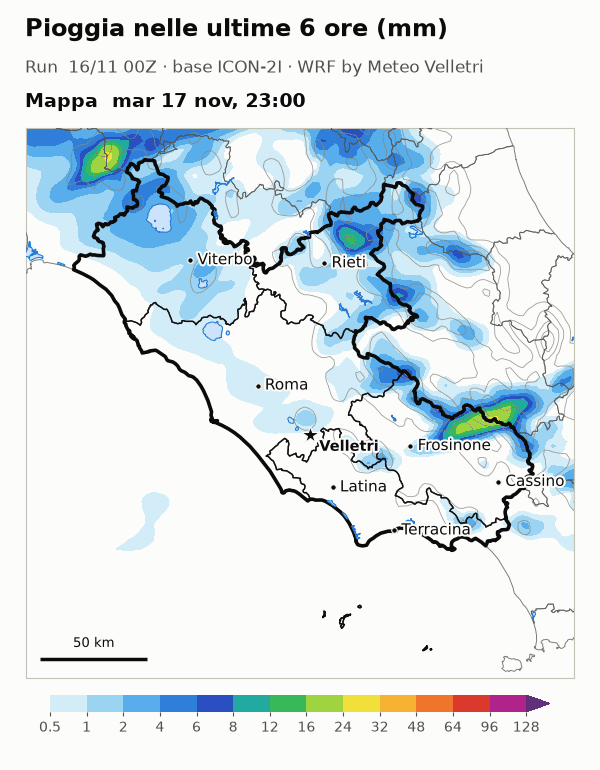 Pioggia nelle ultime 6 ore (mm)
Run  16/11 00Z · base ICON-2I · WRF by Meteo Velletri
Mappa  mar 17 nov, 23:00
Viterbo
Rieti
Roma
Velletri
Frosinone
Latina
Cassino
Terracina
50 km
0.5 1 2 4 6 8 12 16 24 32 48 64 96 128